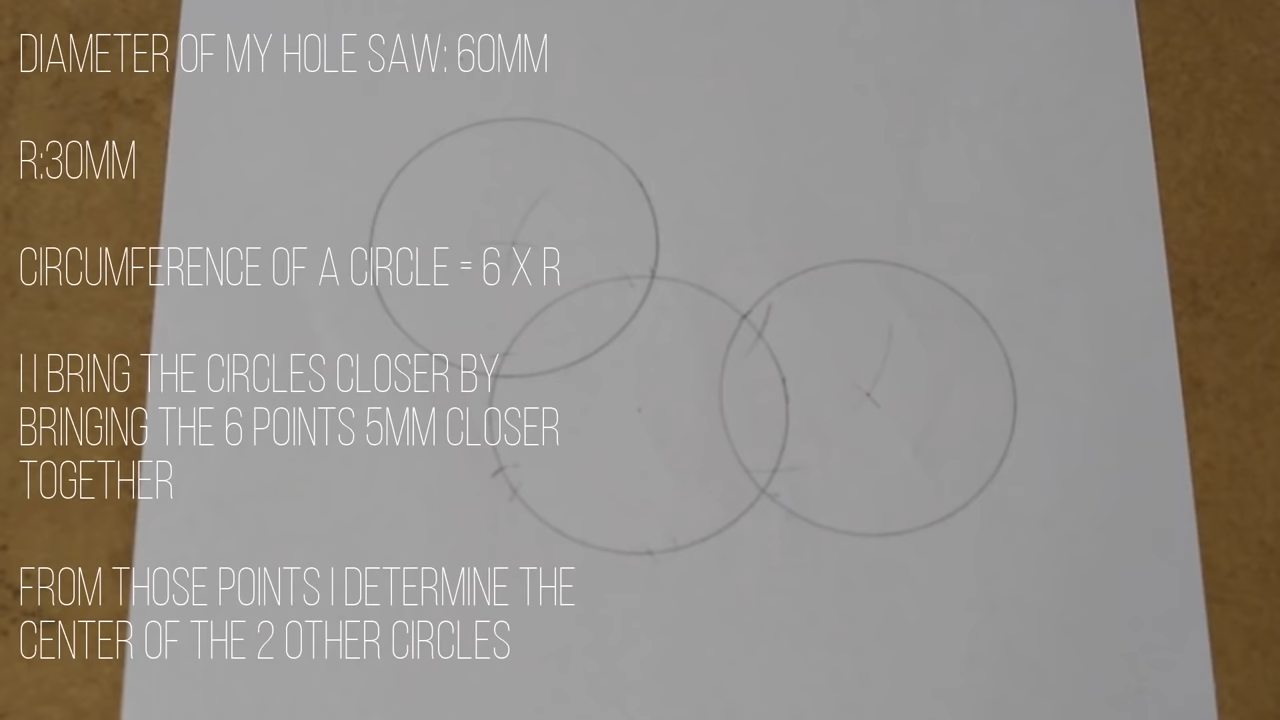 DIAMETER OF MY HOLE SAW: 60MM
R:30MM
CIRCUMFERENCE OF A CIRCLE = 6 X R
I I BRING THE CIRCLES CLOSER BY
BRINGING THE 6 POINTS 5MM CLOSER
TOGETHER
FROM THOSE POINTS I DETERMINE THE
CENTER OF THE 2 OTHER CIRCLES